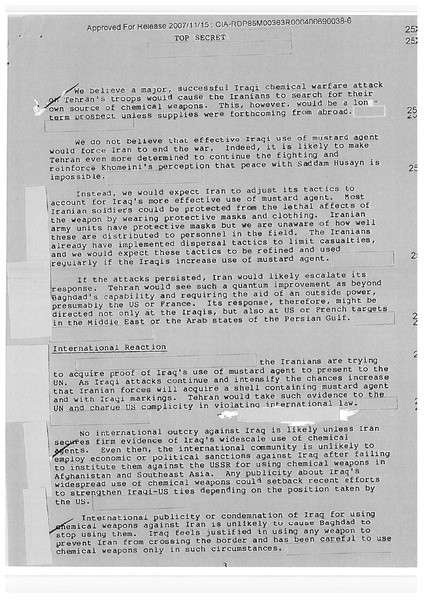 Approved For Release 2007/11/15 : CIA-RDP85M00363R000400690038-6
TOP SECRET
25X
25X
We believe a major, successful Iraqi chemical warfare attack
on Tehran's troops would cause the Iranians to search for their
own source of chemical weapons. This, however, would be a lon
term prospect unless supplies were forthcoming from abroad.
25
We do not believe that effective Iraqi use of mustard agent
would force Iran to end the war. Indeed, it is likely to make
Tehran even more determined to continue the fighting and
reinforce Khomeini's perception that peace with Saddam Husayn is
impossible.
25X
Instead, we would expect Iran to adjust its tactics to
account for Iraq's more effective use of mustard agent. Most
Iranian soldiers could be protected from the lethal affects of
the weapon by wearing protective masks and clothing. Iranian
army units have protective masks but we are unaware of how well
these are distributed to personnel in the field. The Iranians
already have implemented dispersal tactics to limit casualties,
and we would expect these tactics to be refined and used
regularly if the Iraqis increase use of mustard agent.
25
If the attacks persisted, Iran would likely escalate its
response. Tehran would see such a quantum improvement as beyond
Baghdad's capability and requiring the aid of an outside power,
presumably the US or France. Its response, therefore, might be
directed not only at the Iraqis, but also at US or French targets
in the Middle East or the Arab states of the Persian Gulf.
International Reaction
the Iranians are trying
to acquire proof of Iraq's use of mustard agent to present to the
UN. As Iraqi attacks continue and intensify the chances increase
that Iranian forces will acquire a shell containing mustard agent
and with Iraqi markings. Tehran would take such evidence to the
UN and charge US complicity in violating international law.
No international outcry against Iraq is likely unless Iran
secures firm evidence of Iraq's widescale use of chemical
agents. Even then, the international community is unlikely to
employ economic or political sanctions against Iraq after failing
to institute them against the USSR for using chemical weapons in
Afghanistan and Southeast Asia. Any publicity about Iraq's
widespread use of chemical weapons could setback recent efforts
to strengthen Iraqi-US ties depending on the position taken by
the US.
International publicity or condemnation of Iraq for using
chemical weapons against Iran is unlikely to cause Baghdad to
stop using them. Iraq feels justified in using any weapon to
prevent Iran from crossing the border and has been careful to use
chemical weapons only in such circumstances.
3